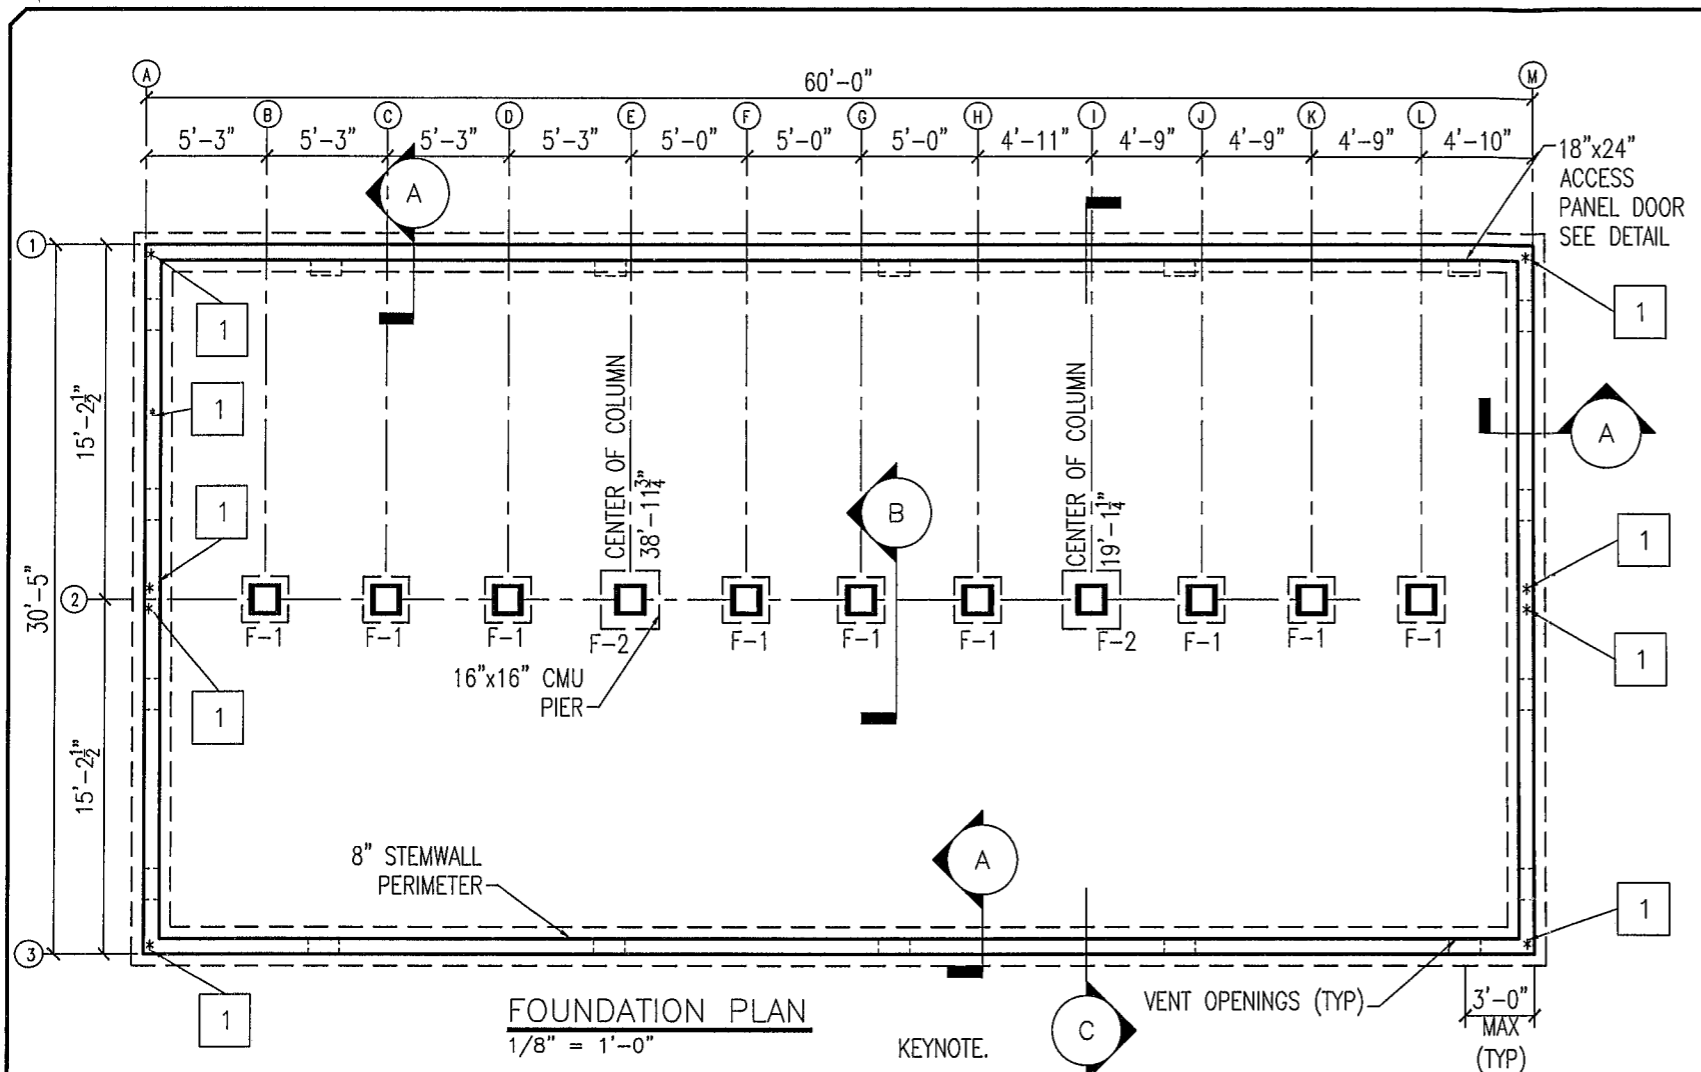 A
60'-0"
M
B
C
D
E
F
G
H
I
J
K
L
5'-3"
5'-3"
5'-3"
5'-3"
5'-0"
5'-0"
5'-0"
4'-11"
4'-9"
4'-9"
4'-9"
4'-10"
18"x24"
ACCESS
PANEL DOOR
SEE DETAIL
A
1
1
1
1
15'-2½"
CENTER OF COLUMN
38'-11¾"
CENTER OF COLUMN
19'-1¼"
A
B
1
1
30'-5"
2
F-1
F-1
F-1
F-2
F-1
F-1
F-1
F-2
F-1
F-1
F-1
16"x16" CMU
PIER
1
1
15'-2½"
8" STEMWALL
PERIMETER
A
1
3
1
FOUNDATION PLAN
1/8" = 1'-0"
KEYNOTE.
C
VENT OPENINGS (TYP)
3'-0"
MAX
(TYP)